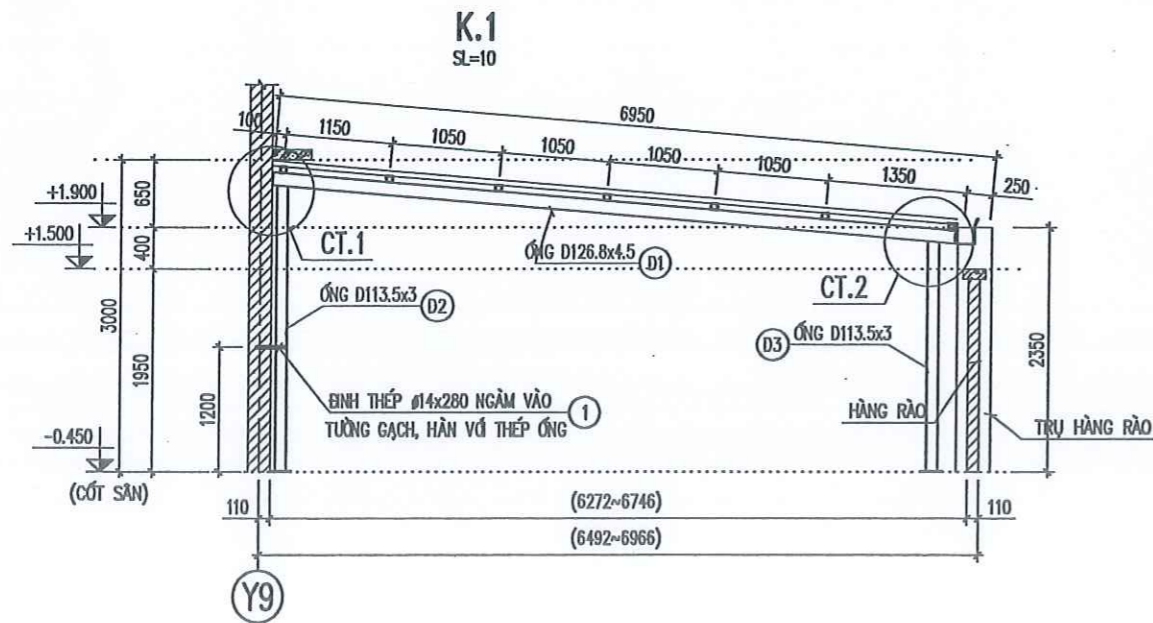 K.1
SL=10
6950
100
1150
1050
1050
1050
1050
1350
250
+1.900
650
+1.500
400
CT.1
ỐNG D126.8x4.5
D1
CT.2
3000
ỐNG D113.5x3
D2
D3
ỐNG D113.5x3
1950
2350
1200
ĐINH THÉP ø14x280 NGÀM VÀO
TƯỜNG GẠCH, HÀN VỚI THÉP ỐNG
1
HÀNG RÀO
TRỤ HÀNG RÀO
-0.450
(CỐT SÂN)
110
(6272~6746)
110
(6492~6966)
Y9